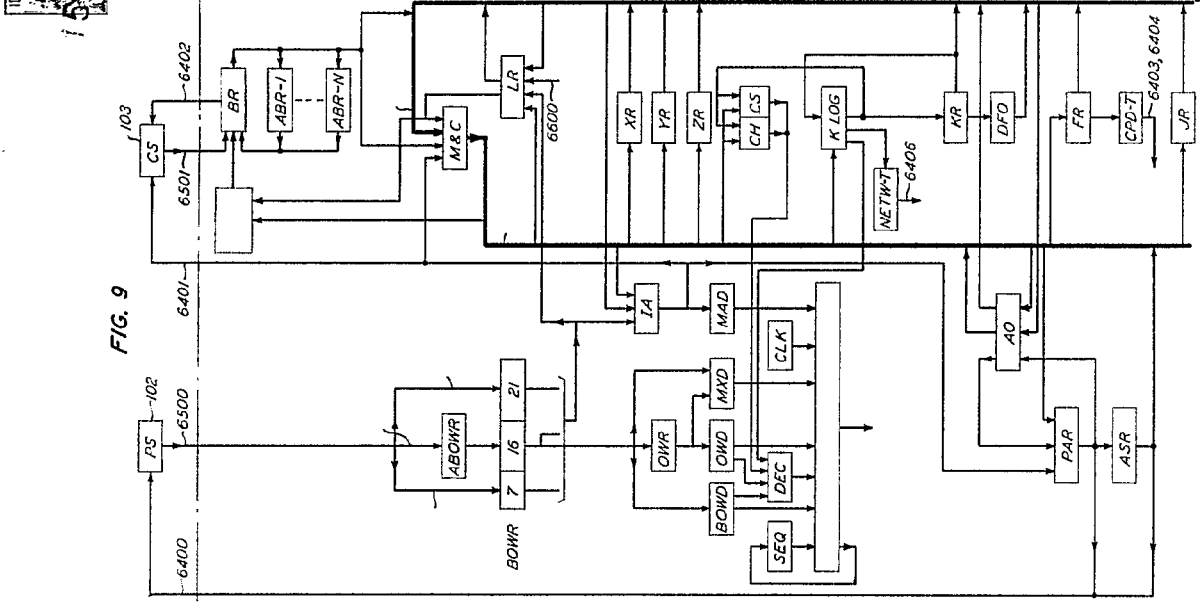 FIG. 9
103
CS
6402
6501
BR
ABR-1
ABR-N
6401
M&C
LR
6600
XR
YR
ZR
CH
CS
K LOG
NETW-T
6406
KR
DFO
FR
CPD-T
6403, 6404
JR
PS
102
6500
6400
ABOWR
BOWR
7
16
21
OWR
BOWD
OWD
MXD
IA
MAD
CLK
SEQ
DEC
AO
PAR
ASR